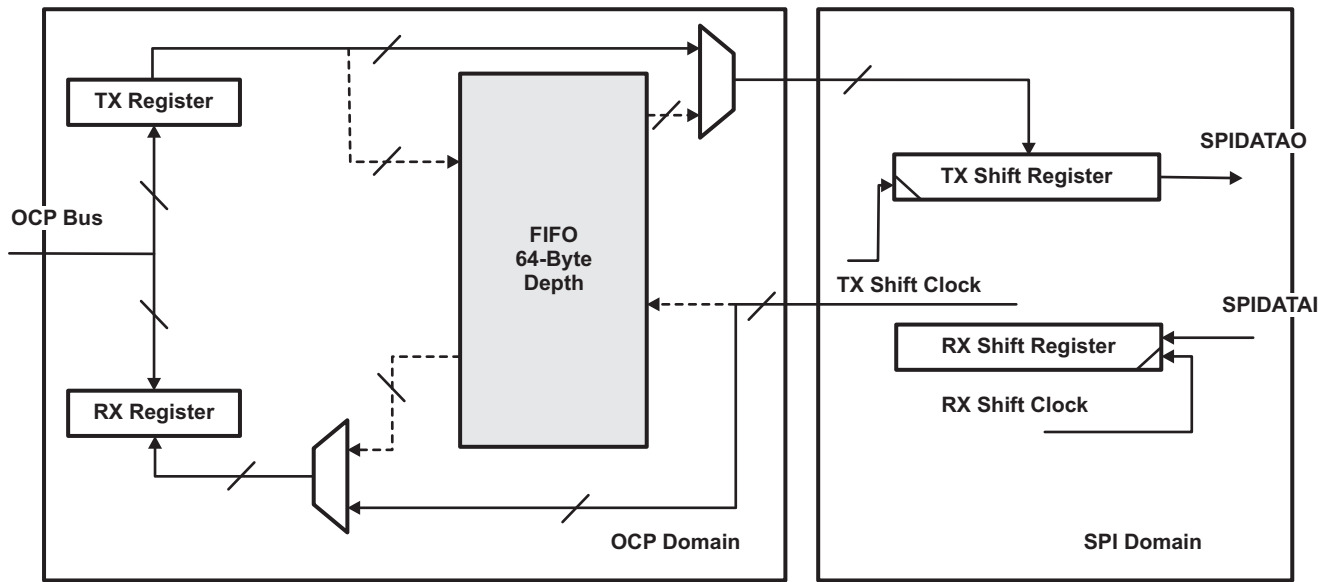 TX Register
SPIDATAO
TX Shift Register
OCP Bus
FIFO
64-Byte
Depth
TX Shift Clock
SPIDATAI
RX Shift Register
RX Register
RX Shift Clock
OCP Domain
SPI Domain